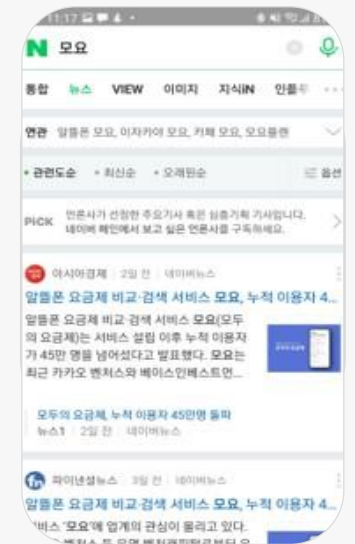 11:17
N 모요
통합 뉴스 VIEW 이미지 지식iN 인플루
연관 알뜰폰 모요, 이자카야 모요, 카페 모요, 모요플랜
• 관련도순 • 최신순 • 오래된순 옵션
PiCK 언론사가 선정한 주요기사 혹은 심층기획 기사입니다.
네이버 메인에서 보고 싶은 언론사를 구독하세요.
아시아경제 2일 전 네이버뉴스
알뜰폰 요금제 비교·검색 서비스 모요, 누적 이용자 4...
알뜰폰 요금제 비교·검색 서비스 모요(모두
의 요금제)는 서비스 설립 이후 누적 이용자
가 45만 명을 넘어섰다고 발표했다. 모요는
최근 카카오 벤처스와 베이스인베스트먼...
모두의 요금제, 누적 이용자 45만명 돌파
뉴스1 2일 전 네이버뉴스
파이낸셜뉴스 3일 전 네이버뉴스
알뜰폰 요금제 비교·검색 서비스 모요, 누적 이용자 4...
서비스 '모요'에 업계의 관심이 몰리고 있다.